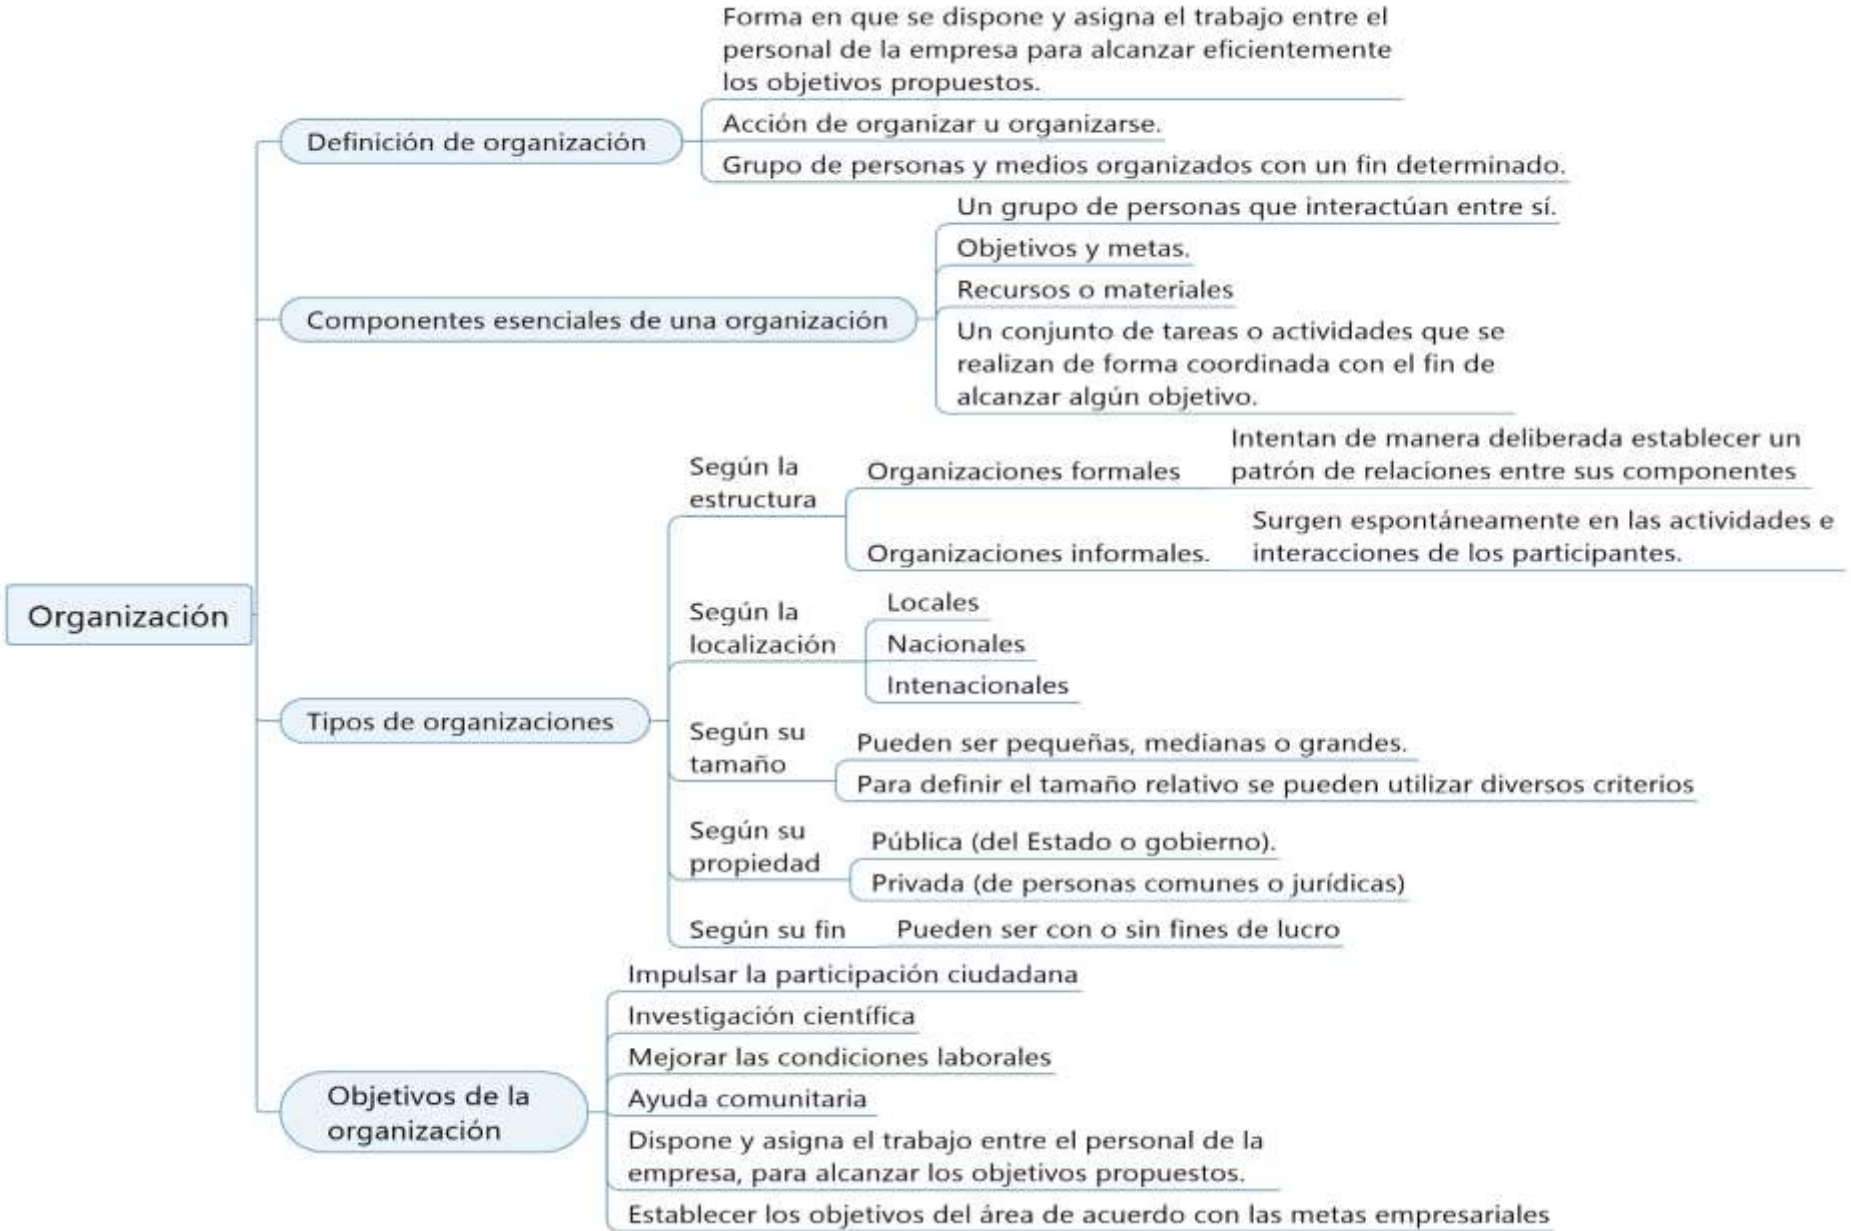 Organización
Definición de organización
Forma en que se dispone y asigna el trabajo entre el
personal de la empresa para alcanzar eficientemente
los objetivos propuestos.
Acción de organizar u organizarse.
Grupo de personas y medios organizados con un fin determinado.
Componentes esenciales de una organización
Un grupo de personas que interactúan entre sí.
Objetivos y metas.
Recursos o materiales
Un conjunto de tareas o actividades que se
realizan de forma coordinada con el fin de
alcanzar algún objetivo.
Tipos de organizaciones
Según la
estructura
Organizaciones formales
Intentan de manera deliberada establecer un
patrón de relaciones entre sus componentes
Organizaciones informales.
Surgen espontáneamente en las actividades e
interacciones de los participantes.
Según la
localización
Locales
Nacionales
Intenacionales
Según su
tamaño
Pueden ser pequeñas, medianas o grandes.
Para definir el tamaño relativo se pueden utilizar diversos criterios
Según su
propiedad
Pública (del Estado o gobierno).
Privada (de personas comunes o jurídicas)
Según su fin
Pueden ser con o sin fines de lucro
Objetivos de la
organización
Impulsar la participación ciudadana
Investigación científica
Mejorar las condiciones laborales
Ayuda comunitaria
Dispone y asigna el trabajo entre el personal de la
empresa, para alcanzar los objetivos propuestos.
Establecer los objetivos del área de acuerdo con las metas empresariales